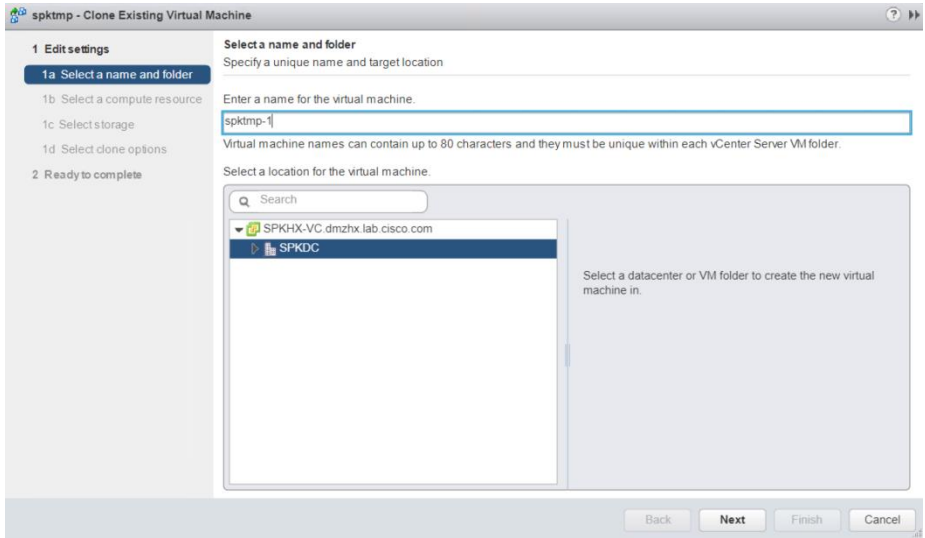 spktmp - Clone Existing Virtual Machine
1 Edit settings
1a Select a name and folder
1b Select a compute resource
1c Select storage
1d Select clone options
2 Ready to complete
Select a name and folder
Specify a unique name and target location
Enter a name for the virtual machine.
spktmp-1
Virtual machine names can contain up to 80 characters and they must be unique within each vCenter Server VM folder.
Select a location for the virtual machine.
Search
SPKHX-VC.dmzhx.lab.cisco.com
SPKDC
Select a datacenter or VM folder to create the new virtual
machine in.
Back Next Finish Cancel